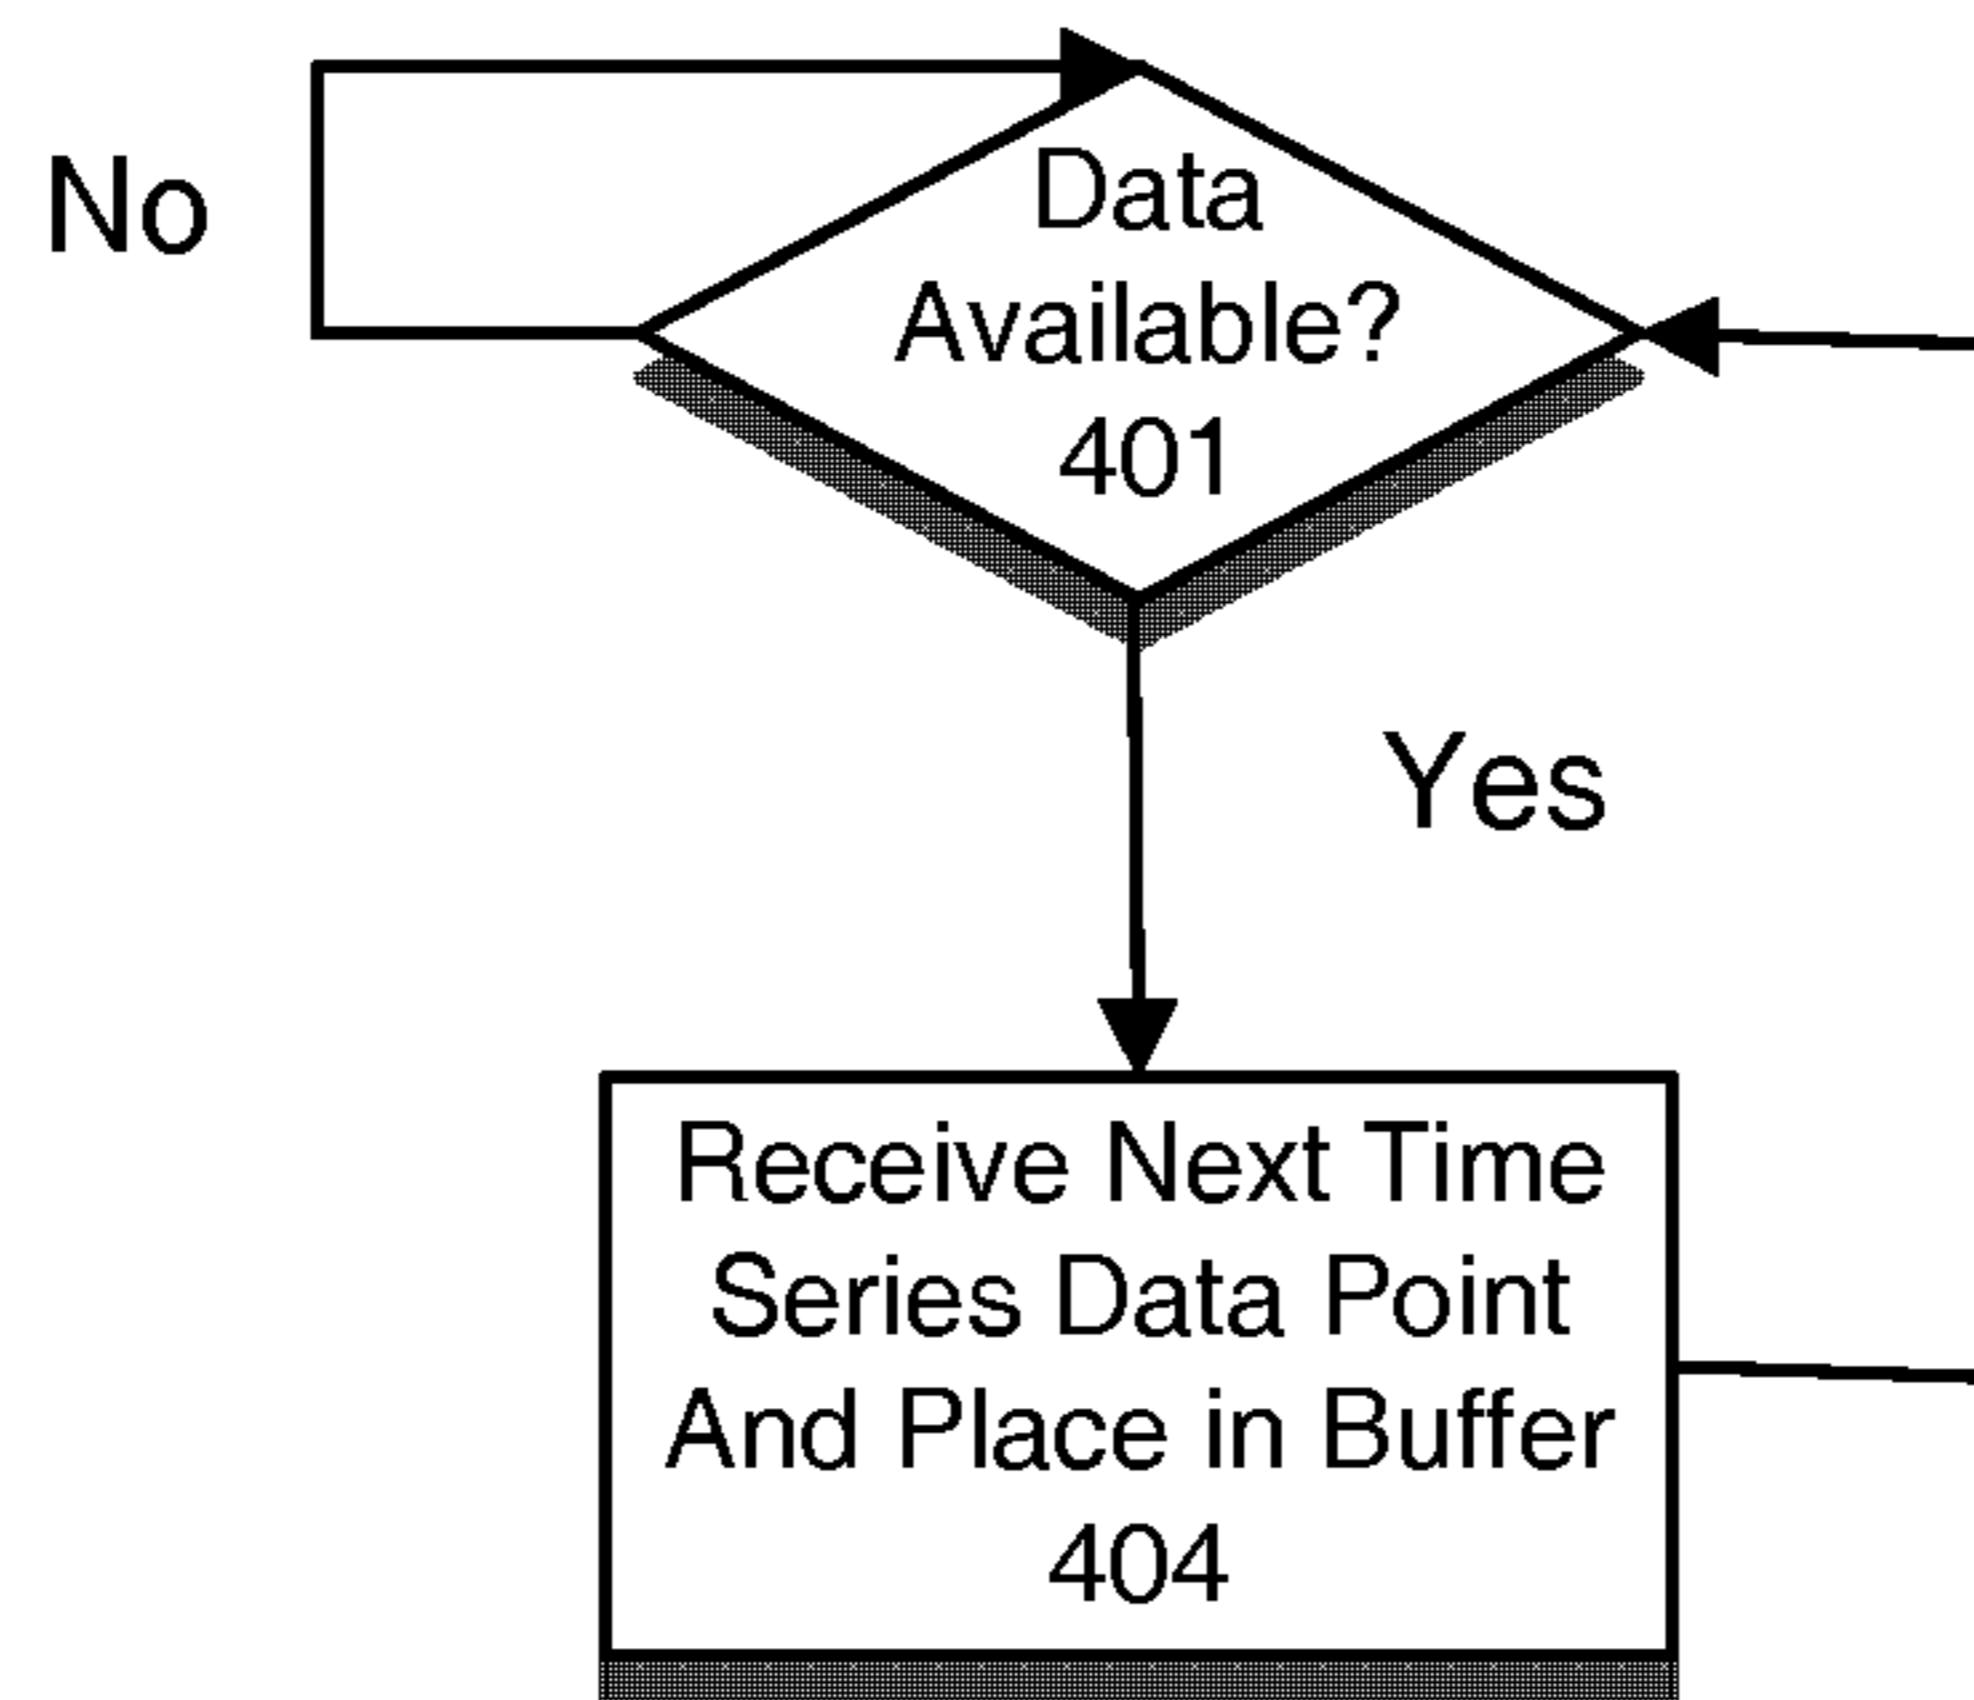 No
Data
Available?
401
Yes
Receive Next Time
Series Data Point
And Place in Buffer
404